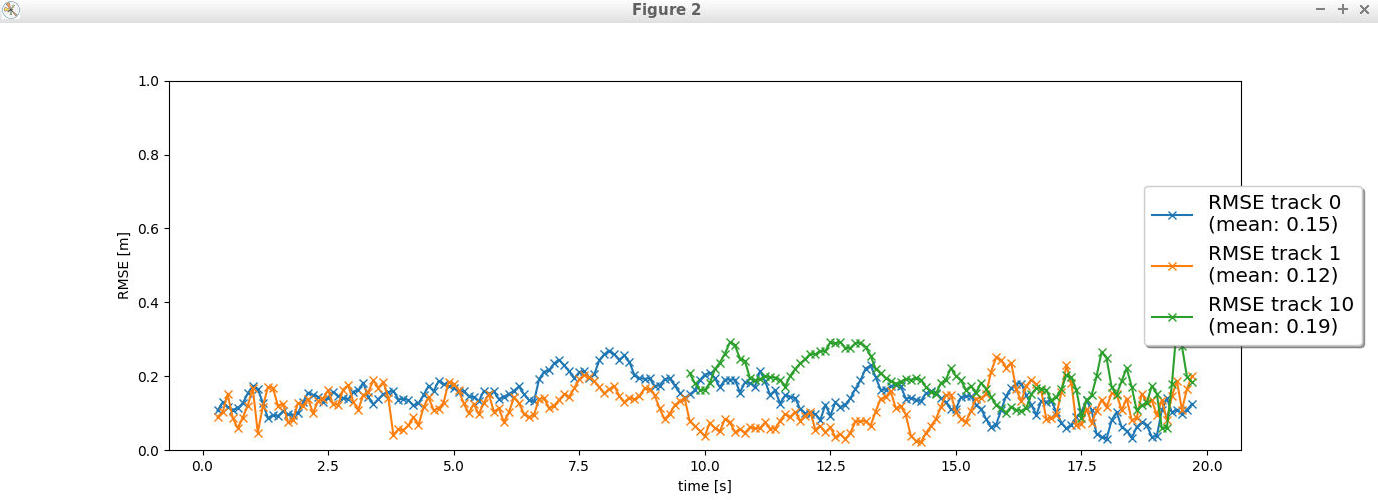 Figure 2
1.0
0.8
0.6
0.4
0.2
0.0
RMSE [m]
0.0 2.5 5.0 7.5 10.0 12.5 15.0 17.5 20.0
time [s]
RMSE track 0
(mean: 0.15)
RMSE track 1
(mean: 0.12)
RMSE track 10
(mean: 0.19)